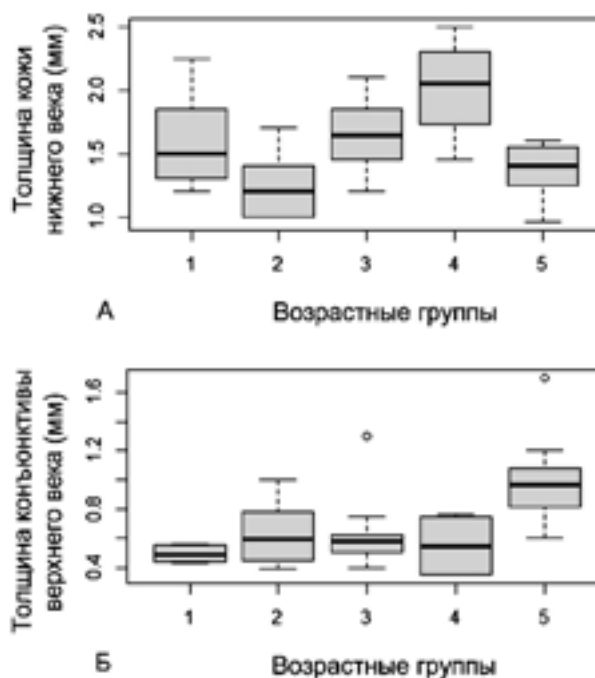 Толщина кожи
нижнего века (мм)
2.5
2.0
1.5
1.0
1 2 3 4 5
А
Возрастные группы
Толщина конъюнктивы
верхнего века (мм)
1.6
1.2
0.8
0.4
1 2 3 4 5
Б
Возрастные группы